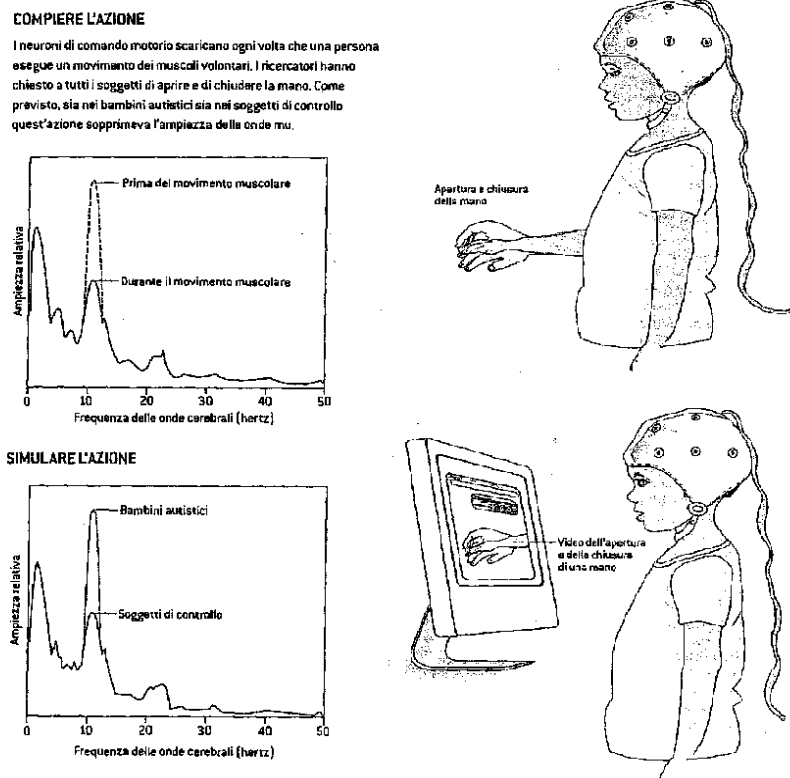 COMPIERE L'AZIONE
I neuroni di comando motorio scaricano ogni volta che una persona
esegue un movimento dei muscoli volontari. I ricercatori hanno
chiesto a tutti i soggetti di aprire e di chiudere la mano. Come
previsto, sia nei bambini autistici sia nei soggetti di controllo
quest'azione sopprimeva l'ampiezza delle onde mu.
Prima del movimento muscolare
Durante il movimento muscolare
Ampiezza relativa
0 10 20 30 40 50
Frequenza delle onde cerebrali (hertz)
Apertura e chiusura
della mano
SIMULARE L'AZIONE
Bambini autistici
Soggetti di controllo
Ampiezza relativa
0 10 20 30 40 50
Frequenza delle onde cerebrali (hertz)
Video dell'apertura
e della chiusura
di una mano